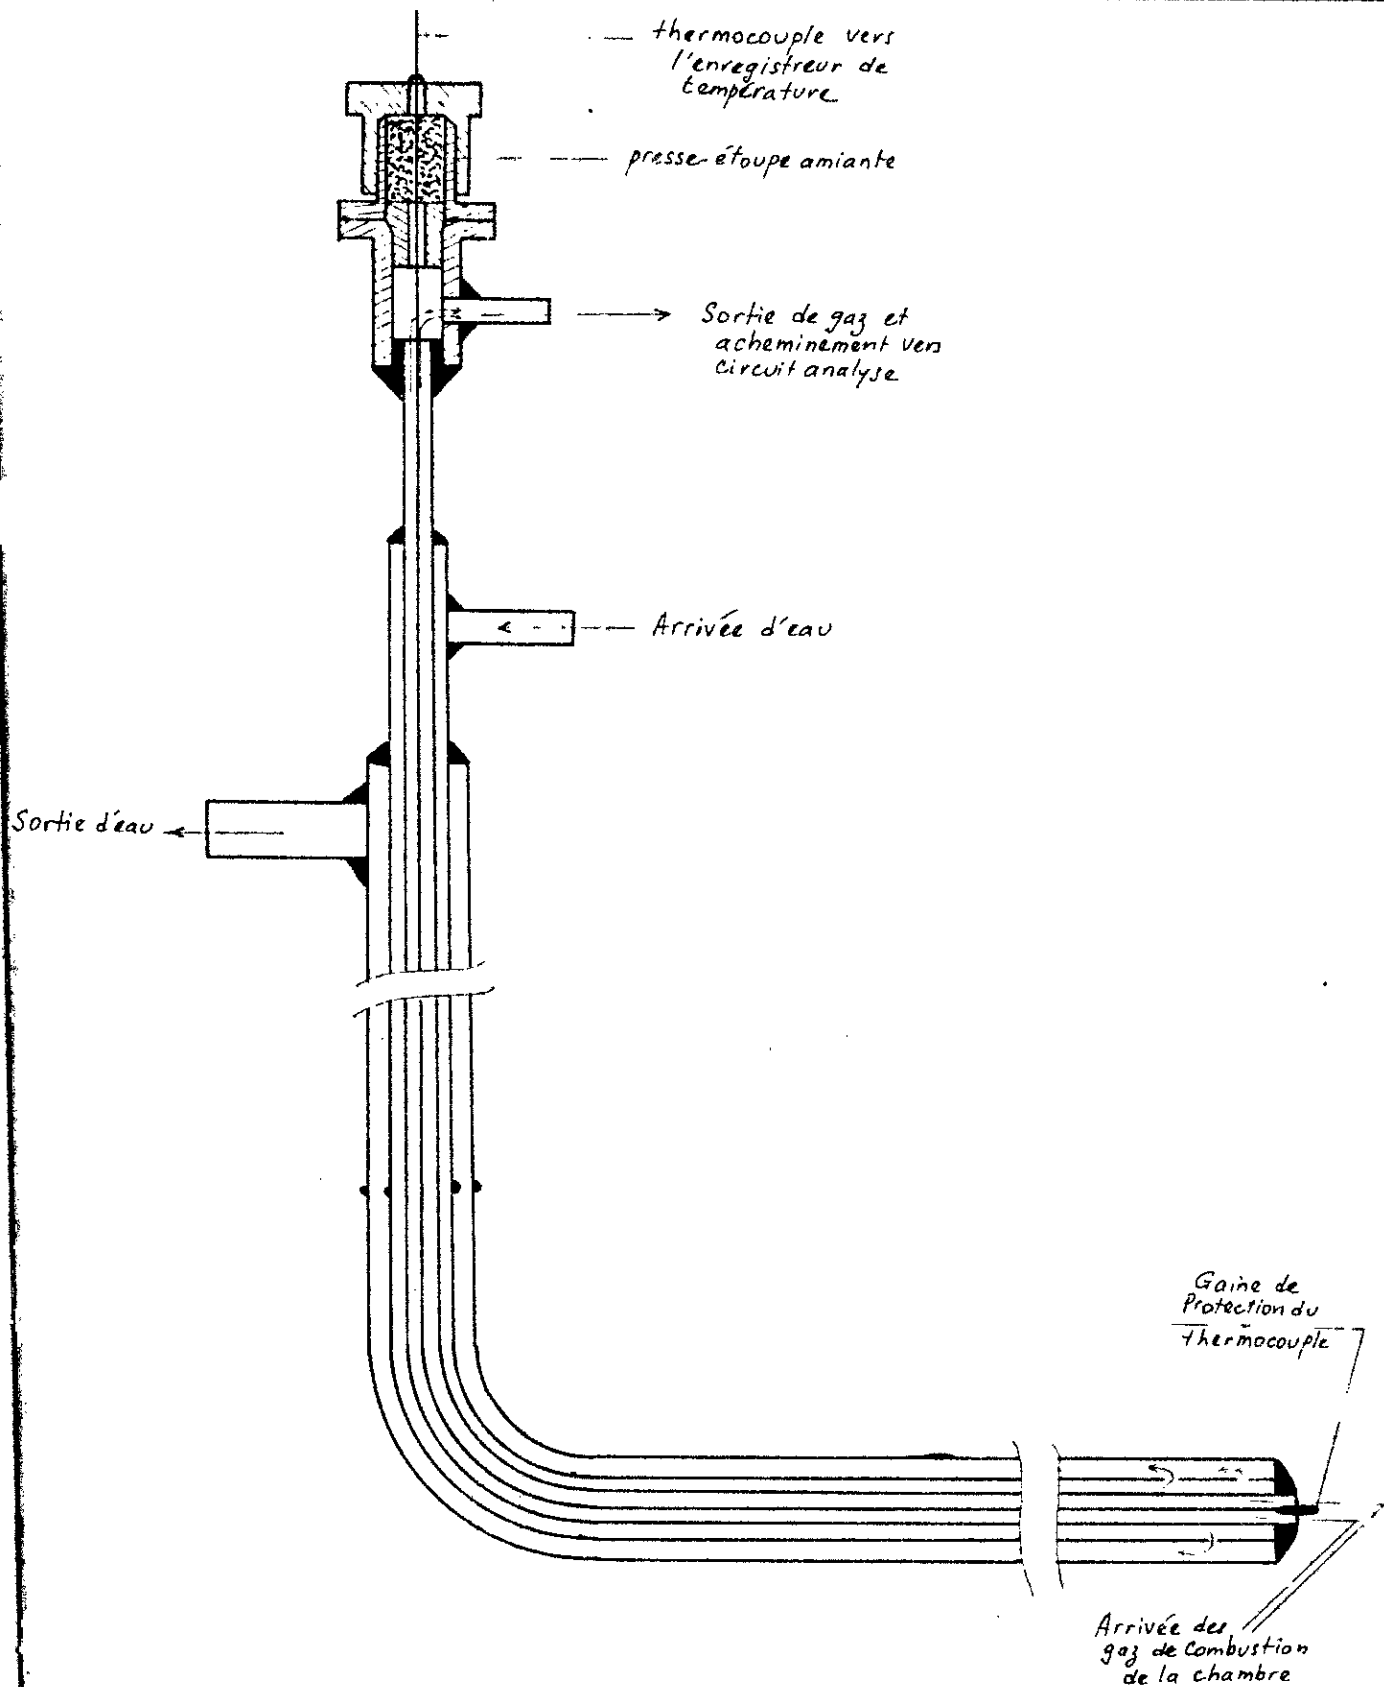 thermocouple vers
l'enregistreur de
température
presse-étoupe amiante
Sortie de gaz et
acheminement vers
circuit analyse
Arrivée d'eau
Sortie d'eau
Gaine de
Protection du
thermocouple
Arrivée des
gaz de Combustion
de la chambre